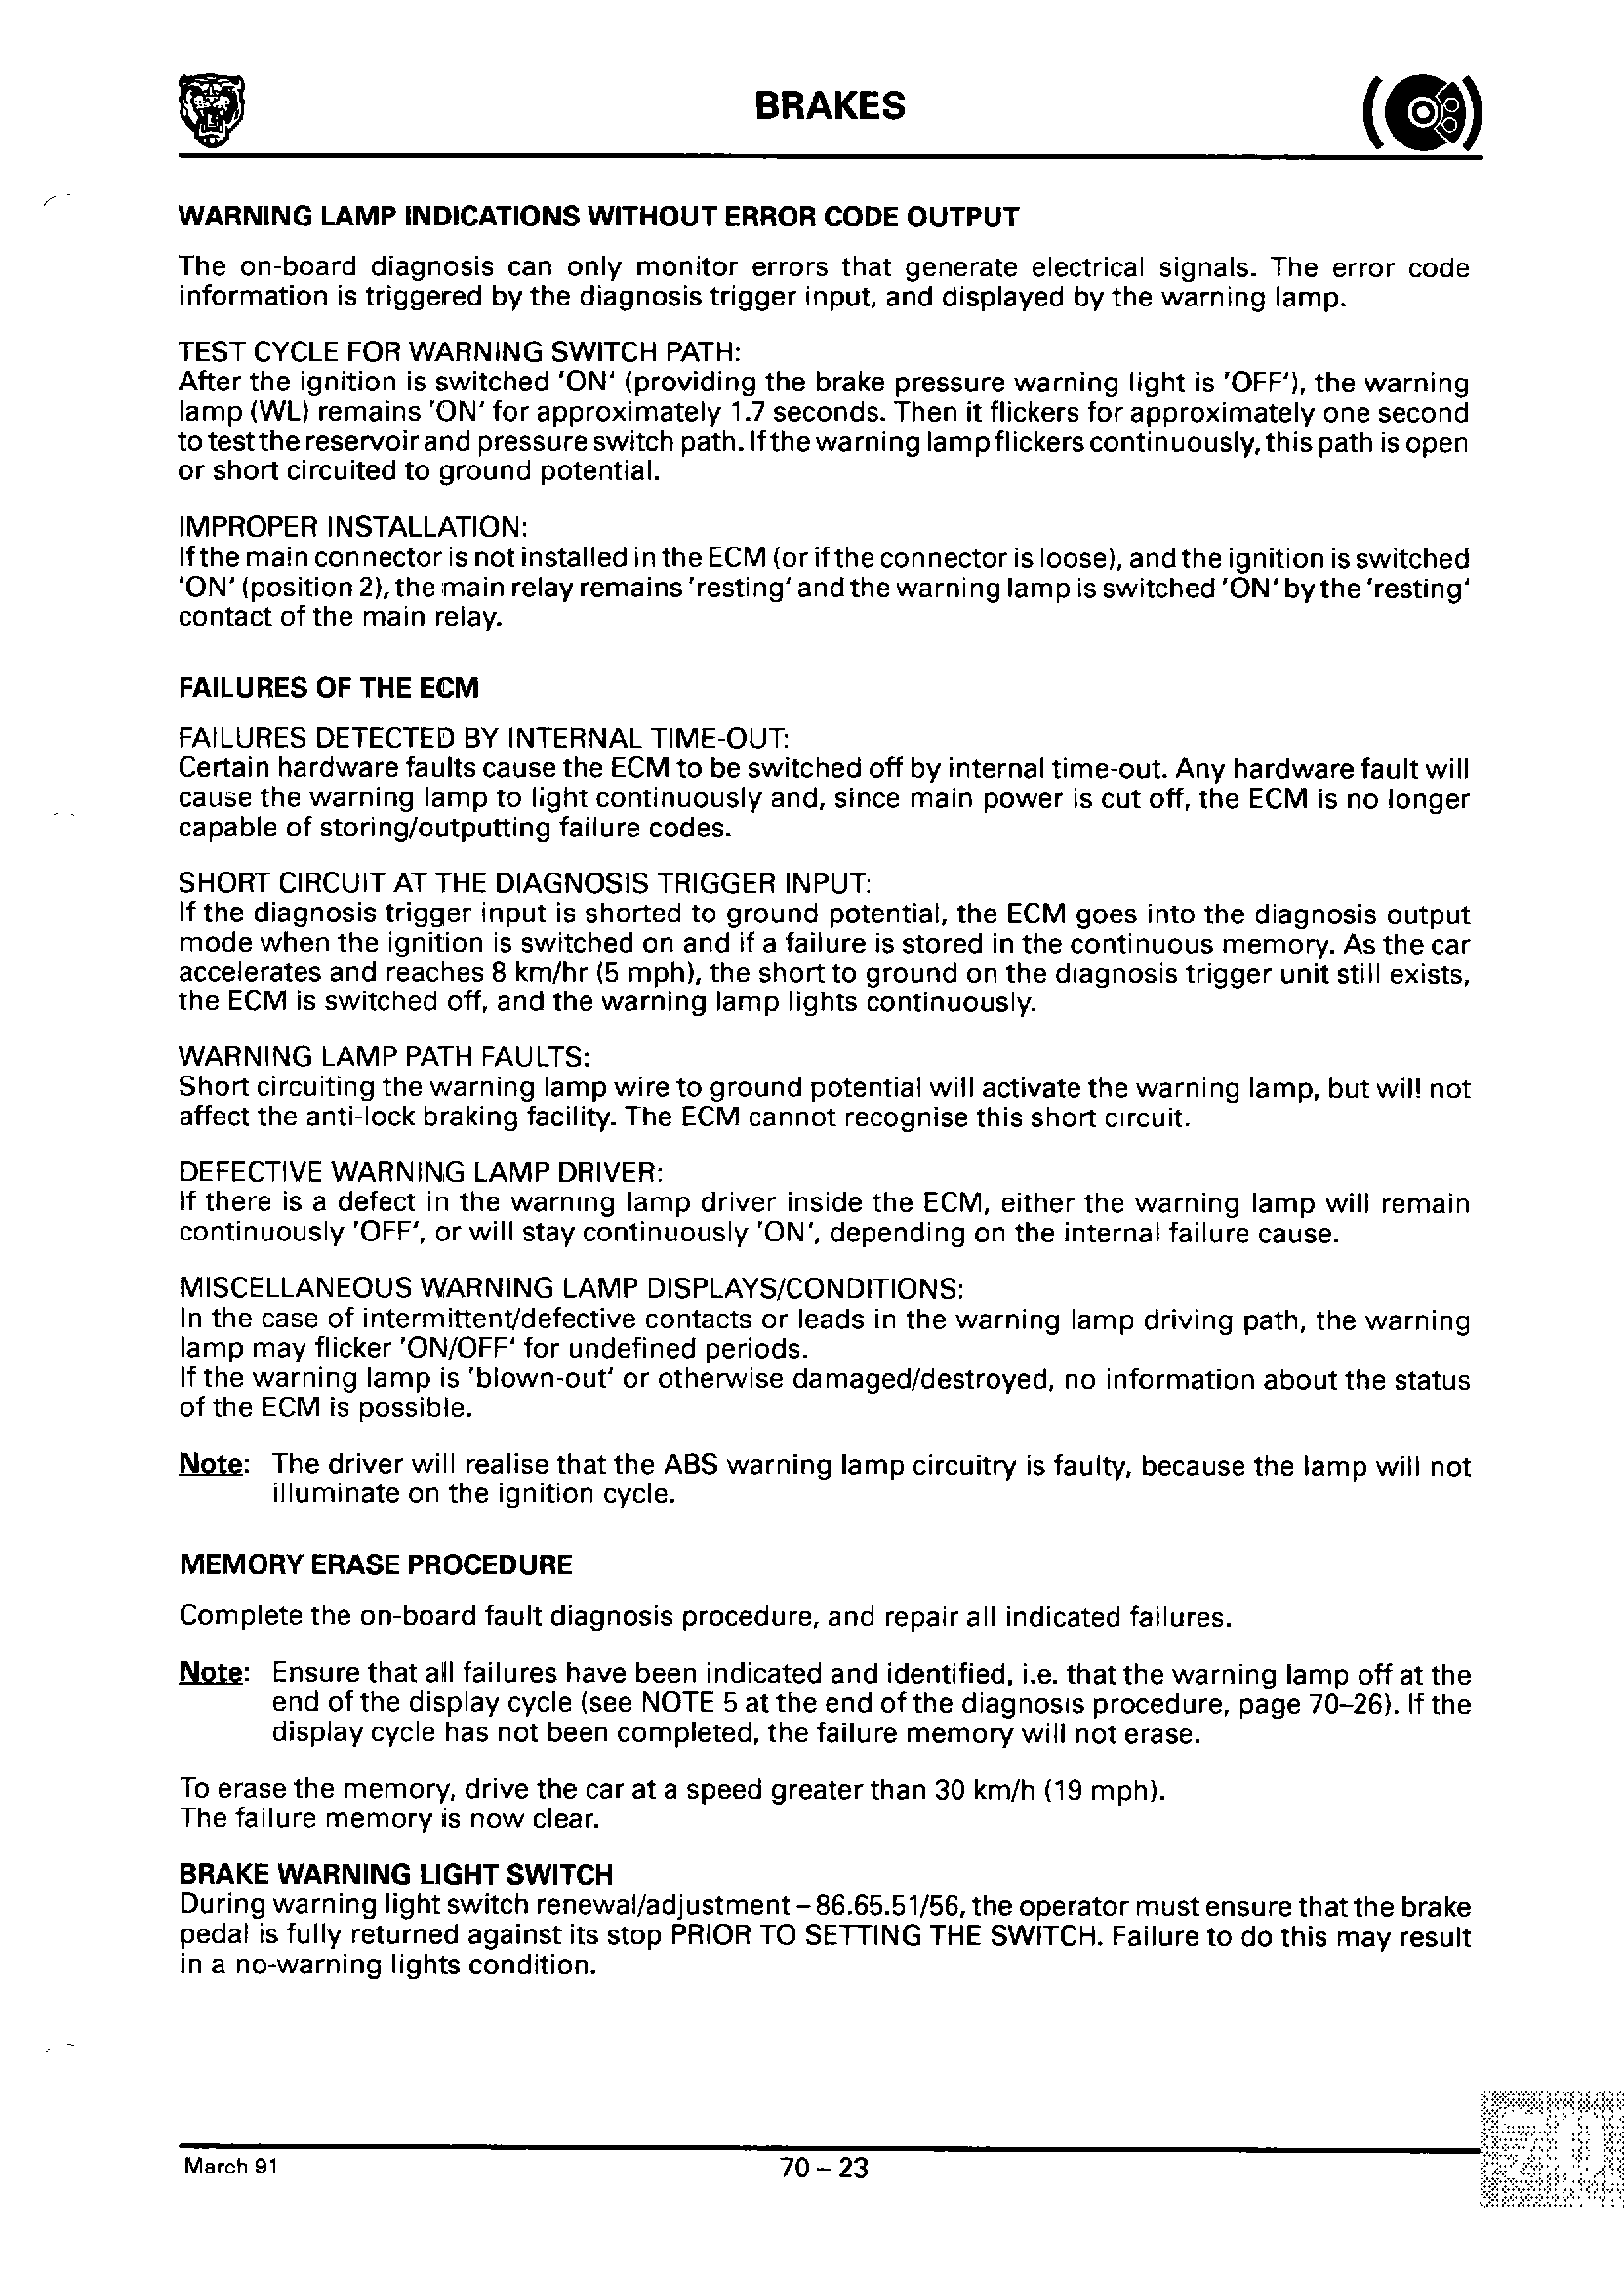 BRAKES
WARNING LAMP INDICATIONS WITHOUT ERROR CODE OUTPUT
The on-board diagnosis can only monitor errors that generate electrical signals. The error code
information is triggered by the diagnosis trigger input, and displayed by the warning lamp.
TEST CYCLE FOR WARNING SWITCH PATH:
After the ignition is switched 'ON' (providing the brake pressure warning light is 'OFF'), the warning
lamp (WL) remains 'ON' for approximately 1.7 seconds. Then it flickers for approximately one second
to test the reservoir and pressure switch path. If the warning lamp flickers continuously, this path is open
or short circuited to ground potential.
IMPROPER INSTALLATION:
If the main connector is not installed in the ECM (or if the connector is loose), and the ignition is switched
'ON' (position 2), the main relay remains 'resting' and the warning lamp is switched 'ON' by the 'resting'
contact of the main relay.
FAILURES OF THE ECM
FAILURES DETECTED BY INTERNAL TIME-OUT:
Certain hardware faults cause the ECM to be switched off by internal time-out. Any hardware fault will
cause the warning lamp to light continuously and, since main power is cut off, the ECM is no longer
capable of storing/outputting failure codes.
SHORT CIRCUIT AT THE DIAGNOSIS TRIGGER INPUT:
If the diagnosis trigger input is shorted to ground potential, the ECM goes into the diagnosis output
mode when the ignition is switched on and if a failure is stored in the continuous memory. As the car
accelerates and reaches 8 km/hr (5 mph), the short to ground on the diagnosis trigger unit still exists,
the ECM is switched off, and the warning lamp lights continuously.
WARNING LAMP PATH FAULTS:
Short circuiting the warning lamp wire to ground potential will activate the warning lamp, but will not
affect the anti-lock braking facility. The ECM cannot recognise this short circuit.
DEFECTIVE WARNING LAMP DRIVER:
If there is a defect in the warning lamp driver inside the ECM, either the warning lamp will remain
continuously 'OFF', or will stay continuously 'ON', depending on the internal failure cause.
MISCELLANEOUS WARNING LAMP DISPLAYS/CONDITIONS:
In the case of intermittent/defective contacts or leads in the warning lamp driving path, the warning
lamp may flicker 'ON/OFF' for undefined periods.
If the warning lamp is 'blown-out' or otherwise damaged/destroyed, no information about the status
of the ECM is possible.
Note: The driver will realise that the ABS warning lamp circuitry is faulty, because the lamp will not
illuminate on the ignition cycle.
MEMORY ERASE PROCEDURE
Complete the on-board fault diagnosis procedure, and repair all indicated failures.
Note: Ensure that all failures have been indicated and identified, i.e. that the warning lamp off at the
end of the display cycle (see NOTE 5 at the end of the diagnosis procedure, page 70–26). If the
display cycle has not been completed, the failure memory will not erase.
To erase the memory, drive the car at a speed greater than 30 km/h (19 mph).
The failure memory is now clear.
BRAKE WARNING LIGHT SWITCH
During warning light switch renewal/adjustment – 86.65.51/56, the operator must ensure that the brake
pedal is fully returned against its stop PRIOR TO SETTING THE SWITCH. Failure to do this may result
in a no-warning lights condition.
March 91
70 – 23
70